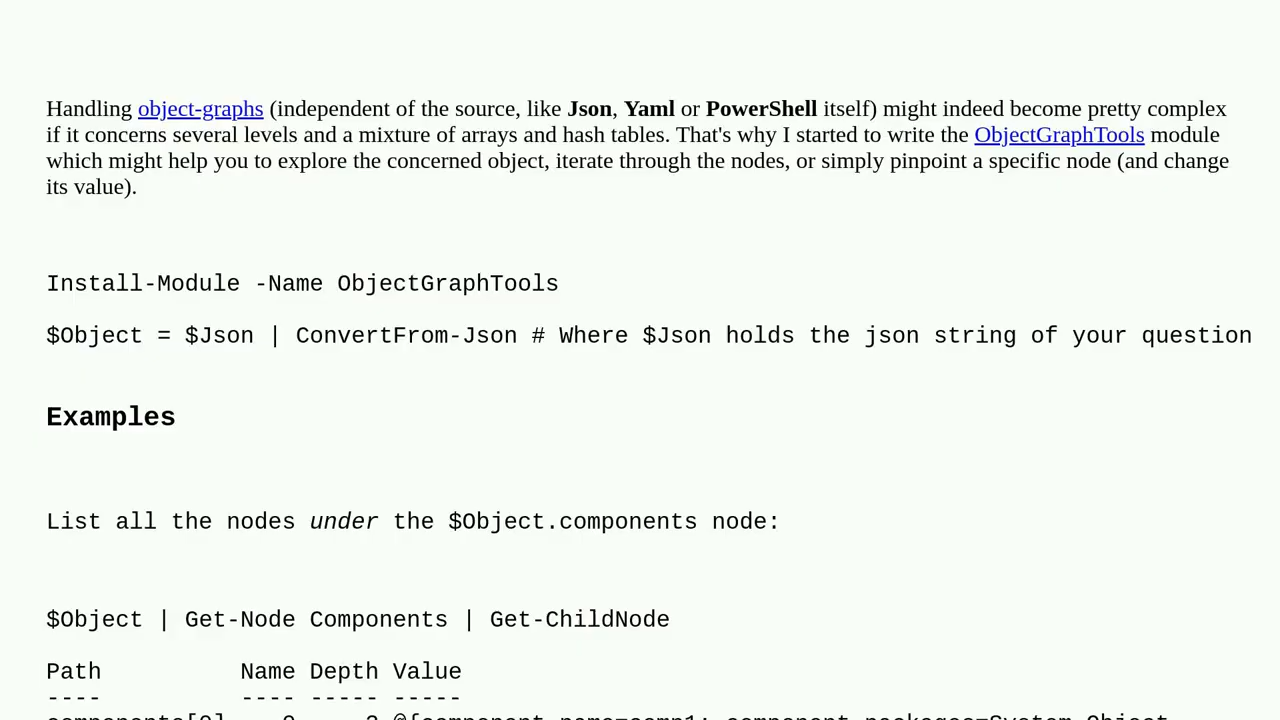 Handling object-graphs (independent of the source, like Json, Yaml or PowerShell itself) might indeed become pretty complex
if it concerns several levels and a mixture of arrays and hash tables. That's why I started to write the ObjectGraphTools module
which might help you to explore the concerned object, iterate through the nodes, or simply pinpoint a specific node (and change
its value).
Install-Module -Name ObjectGraphTools
$Object = $Json | ConvertFrom-Json # Where $Json holds the json string of your question
Examples
List all the nodes under the $Object.components node:
$Object | Get-Node Components | Get-ChildNode
Path          Name Depth Value
----          ---- ----- -----